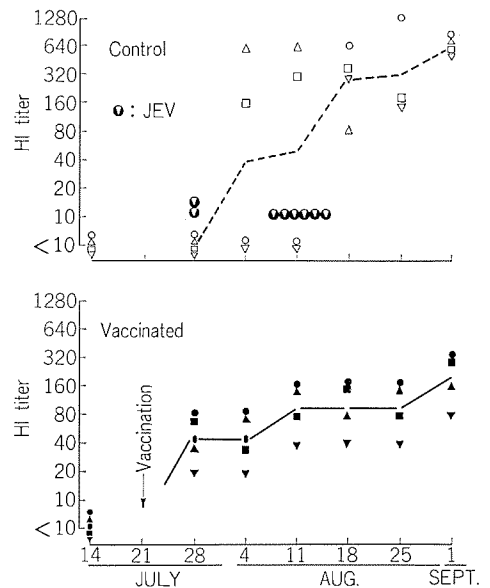 1280
640
320
160
80
40
20
10
<10
HI titer
Control
: JEV
1280
640
320
160
80
40
20
10
<10
HI titer
Vaccinated
Vaccination
14 21 28 4 11 18 25 1
JULY AUG. SEPT.